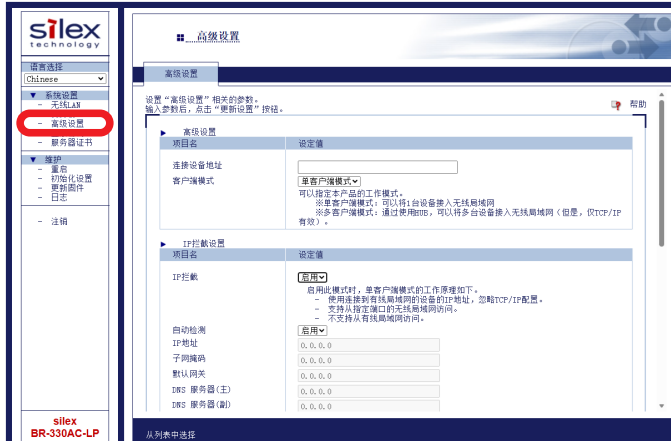 silex
technology
语言选择
Chinese
▼ 系统设置
- 无线LAN
- 高级设置
- 服务器证书
▼ 维护
- 重启
- 初始化设置
- 更新固件
- 日志
- 注销
silex
BR-330AC-LP
高级设置
高级设置
设置“高级设置”相关的参数。
输入参数后，点击“更新设置”按钮。
帮助
▶ 高级设置
项目名 设定值
连接设备地址
客户端模式 单客户端模式
可以指定本产品的工作模式。
※单客户端模式：可以将1台设备接入无线局域网
※多客户端模式：通过使用HUB，可以将多台设备接入无线局域网（但是，仅TCP/IP
有效）。
▶ IP拦截设置
项目名 设定值
IP拦截 启用
启用此模式时，单客户端模式的工作原理如下。
- 使用连接到有线局域网的设备的IP地址，忽略TCP/IP配置。
- 支持从指定端口的无线局域网访问。
- 不支持从有线局域网访问。
自动检测 启用
IP地址 0.0.0.0
子网掩码 0.0.0.0
默认网关 0.0.0.0
DNS 服务器(主) 0.0.0.0
DNS 服务器(副) 0.0.0.0
从列表中选择